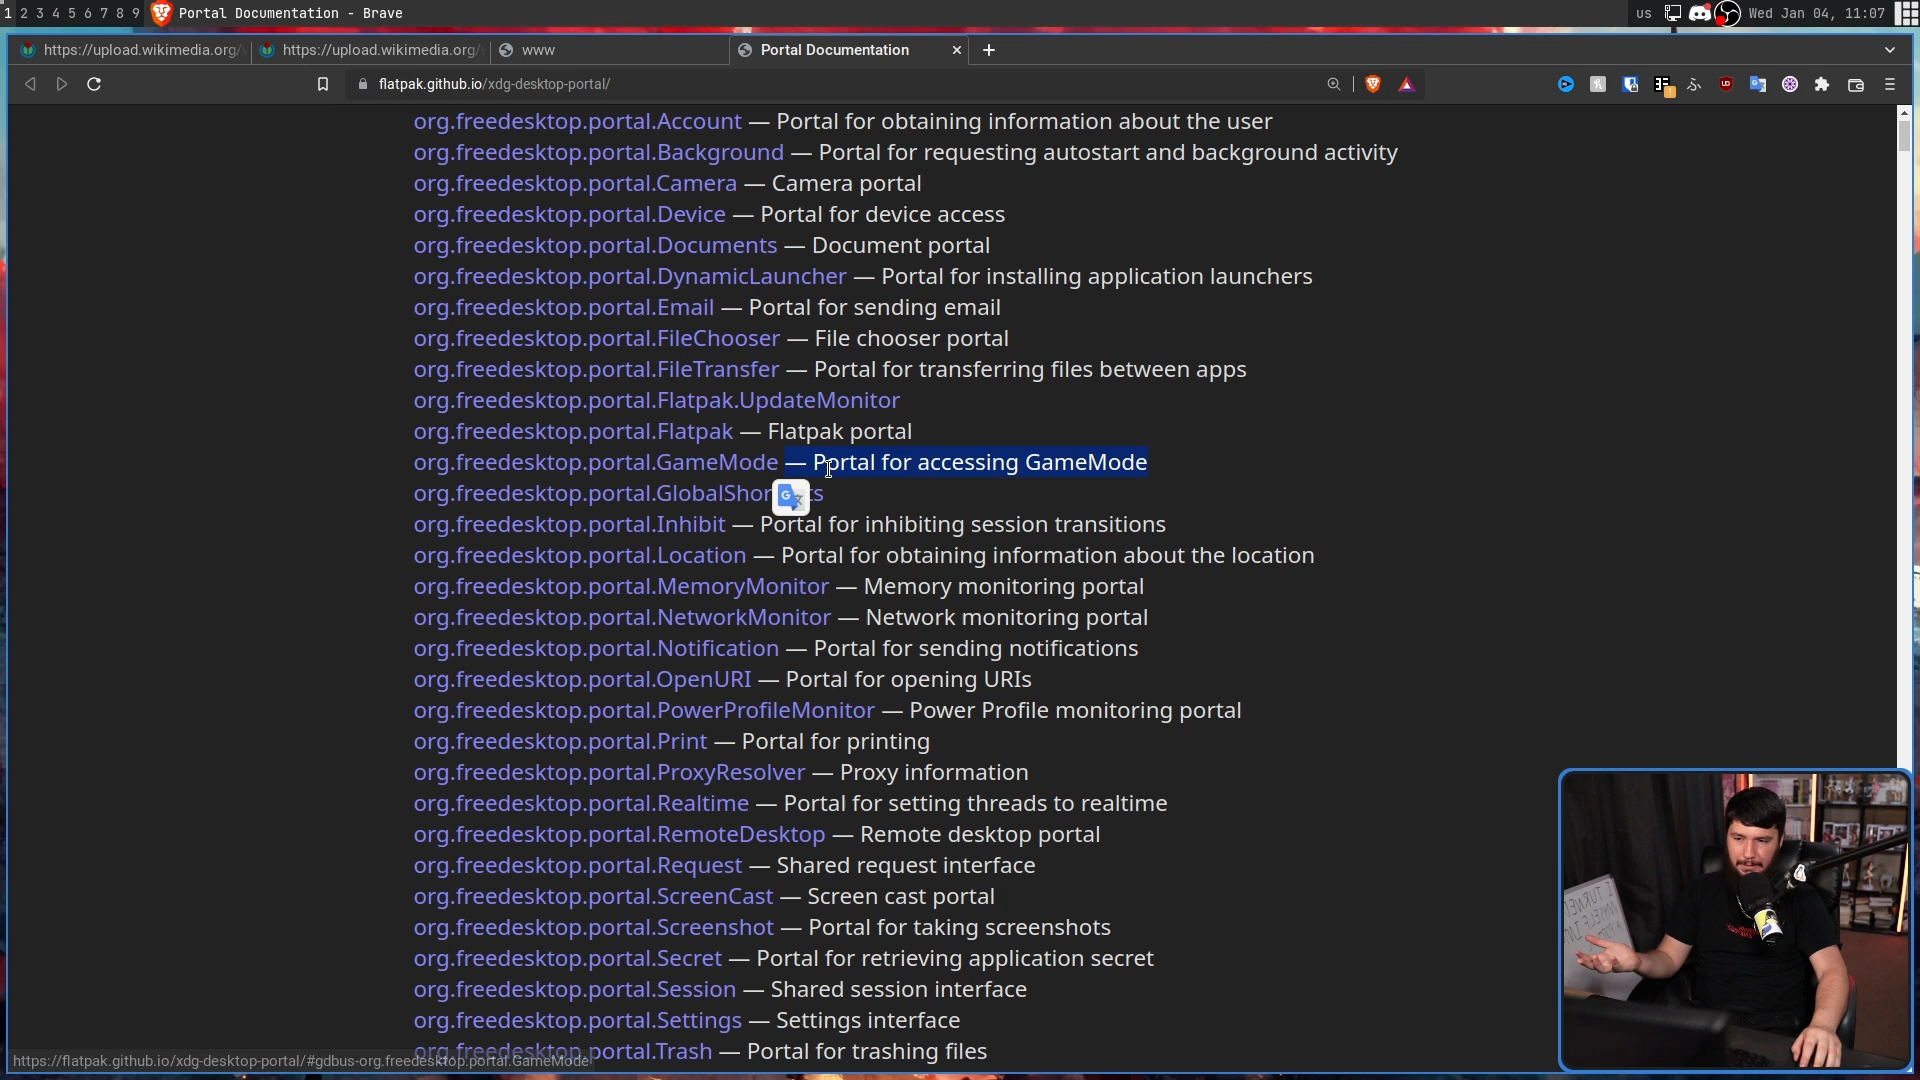 1 2 3 4 5 6 7 8 9 Portal Documentation - Brave us Wed Jan 04, 11:07
https://upload.wikimedia.org/ https://upload.wikimedia.org/ www Portal Documentation
flatpak.github.io/xdg-desktop-portal/
org.freedesktop.portal.Account — Portal for obtaining information about the user
org.freedesktop.portal.Background — Portal for requesting autostart and background activity
org.freedesktop.portal.Camera — Camera portal
org.freedesktop.portal.Device — Portal for device access
org.freedesktop.portal.Documents — Document portal
org.freedesktop.portal.DynamicLauncher — Portal for installing application launchers
org.freedesktop.portal.Email — Portal for sending email
org.freedesktop.portal.FileChooser — File chooser portal
org.freedesktop.portal.FileTransfer — Portal for transferring files between apps
org.freedesktop.portal.Flatpak.UpdateMonitor
org.freedesktop.portal.Flatpak — Flatpak portal
org.freedesktop.portal.GameMode — Portal for accessing GameMode
org.freedesktop.portal.GlobalShor ts
org.freedesktop.portal.Inhibit — Portal for inhibiting session transitions
org.freedesktop.portal.Location — Portal for obtaining information about the location
org.freedesktop.portal.MemoryMonitor — Memory monitoring portal
org.freedesktop.portal.NetworkMonitor — Network monitoring portal
org.freedesktop.portal.Notification — Portal for sending notifications
org.freedesktop.portal.OpenURI — Portal for opening URIs
org.freedesktop.portal.PowerProfileMonitor — Power Profile monitoring portal
org.freedesktop.portal.Print — Portal for printing
org.freedesktop.portal.ProxyResolver — Proxy information
org.freedesktop.portal.Realtime — Portal for setting threads to realtime
org.freedesktop.portal.RemoteDesktop — Remote desktop portal
org.freedesktop.portal.Request — Shared request interface
org.freedesktop.portal.ScreenCast — Screen cast portal
org.freedesktop.portal.Screenshot — Portal for taking screenshots
org.freedesktop.portal.Secret — Portal for retrieving application secret
org.freedesktop.portal.Session — Shared session interface
org.freedesktop.portal.Settings — Settings interface
org.freedesktop.portal.Trash — Portal for trashing files
https://flatpak.github.io/xdg-desktop-portal/#gdbus-org.freedesktop.portal.GameMode